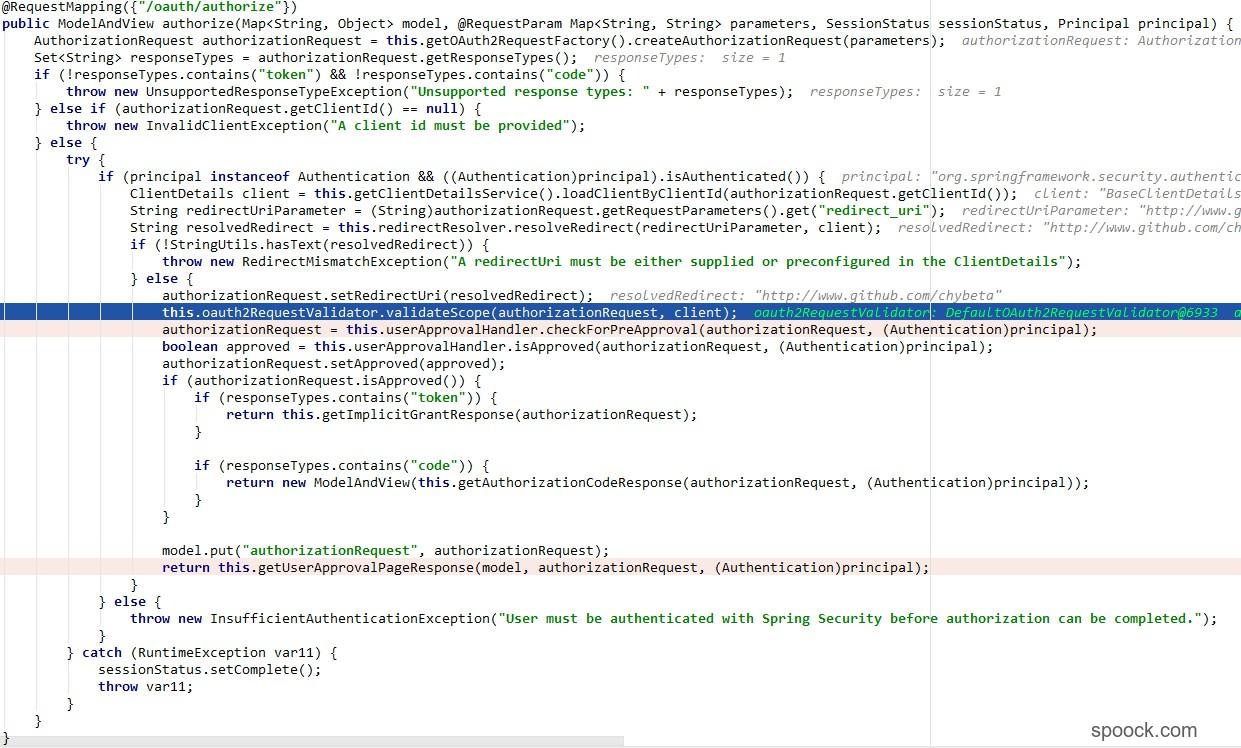 @RequestMapping({"/oauth/authorize"})
public ModelAndView authorize(Map<String, Object> model, @RequestParam Map<String, String> parameters, SessionStatus sessionStatus, Principal principal) {
    AuthorizationRequest authorizationRequest = this.getOAuth2RequestFactory().createAuthorizationRequest(parameters);  authorizationRequest: Authorization
    Set<String> responseTypes = authorizationRequest.getResponseTypes();  responseTypes:  size = 1
    if (!responseTypes.contains("token") && !responseTypes.contains("code")) {
        throw new UnsupportedResponseTypeException("Unsupported response types: " + responseTypes);  responseTypes:  size = 1
    } else if (authorizationRequest.getClientId() == null) {
        throw new InvalidClientException("A client id must be provided");
    } else {
        try {
            if (principal instanceof Authentication && ((Authentication)principal).isAuthenticated()) {  principal: "org.springframework.security.authentic
                ClientDetails client = this.getClientDetailsService().loadClientByClientId(authorizationRequest.getClientId());  client: "BaseClientDetails
                String redirectUriParameter = (String)authorizationRequest.getRequestParameters().get("redirect_uri");  redirectUriParameter: "http://www.g
                String resolvedRedirect = this.redirectResolver.resolveRedirect(redirectUriParameter, client);  resolvedRedirect: "http://www.github.com/ch
                if (!StringUtils.hasText(resolvedRedirect)) {
                    throw new RedirectMismatchException("A redirectUri must be either supplied or preconfigured in the ClientDetails");
                } else {
                    authorizationRequest.setRedirectUri(resolvedRedirect);  resolvedRedirect: "http://www.github.com/chybeta"
                    this.oauth2RequestValidator.validateScope(authorizationRequest, client);  oauth2RequestValidator: DefaultOAuth2RequestValidator@6933  a
                    authorizationRequest = this.userApprovalHandler.checkForPreApproval(authorizationRequest, (Authentication)principal);
                    boolean approved = this.userApprovalHandler.isApproved(authorizationRequest, (Authentication)principal);
                    authorizationRequest.setApproved(approved);
                    if (authorizationRequest.isApproved()) {
                        if (responseTypes.contains("token")) {
                            return this.getImplicitGrantResponse(authorizationRequest);
                        }

                        if (responseTypes.contains("code")) {
                            return new ModelAndView(this.getAuthorizationCodeResponse(authorizationRequest, (Authentication)principal));
                        }
                    }

                    model.put("authorizationRequest", authorizationRequest);
                    return this.getUserApprovalPageResponse(model, authorizationRequest, (Authentication)principal);
                }
            } else {
                throw new InsufficientAuthenticationException("User must be authenticated with Spring Security before authorization can be completed.");
            }
        } catch (RuntimeException var11) {
            sessionStatus.setComplete();
            throw var11;
        }
    }
}
spoock.com